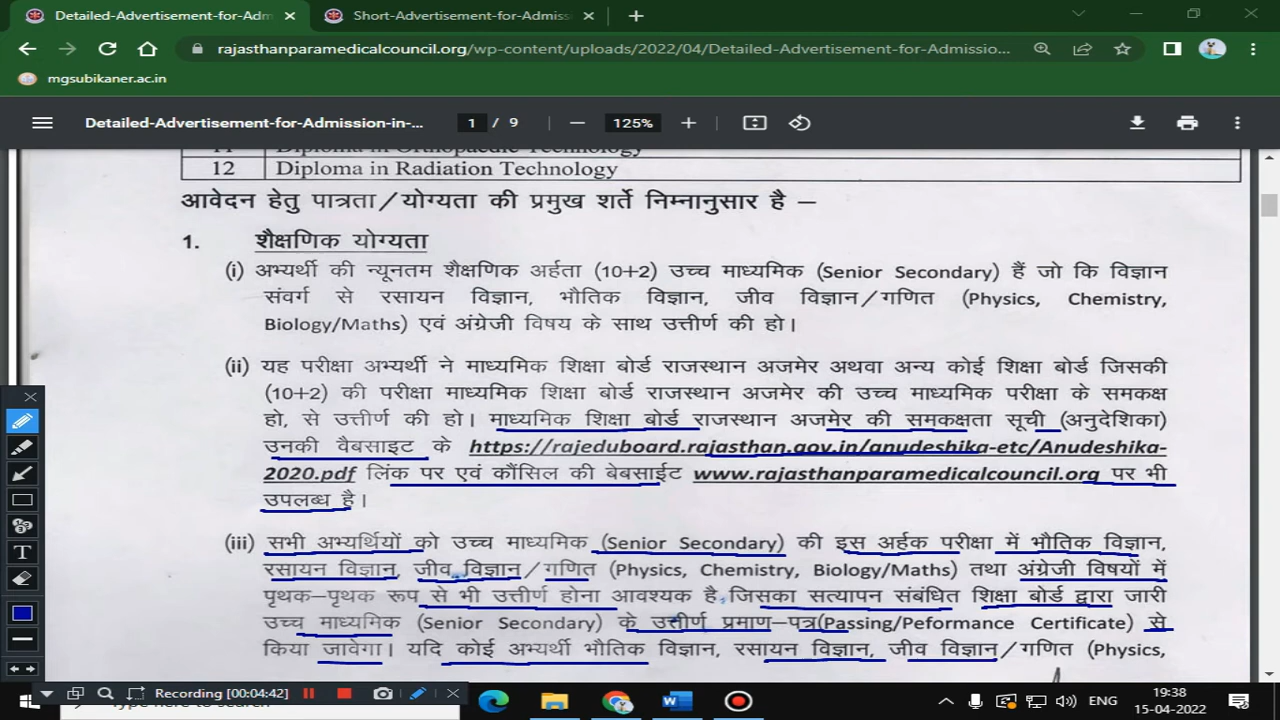 Detailed-Advertisement-for-Adm
Short-Advertisement-for-Admiss
rajasthanparamedicalcouncil.org/wp-content/uploads/2022/04/Detailed-Advertisement-for-Admissio...
mgsubikaner.ac.in
Detailed-Advertisement-for-Admission-in-... 1 / 9 125%
11 Diploma in Orthopaedic Technology
12 Diploma in Radiation Technology
आवेदन हेतु पात्रता/योग्यता की प्रमुख शर्ते निम्नानुसार है –
1. शैक्षणिक योग्यता
(i) अभ्यर्थी की न्यूनतम शैक्षणिक अर्हता (10+2) उच्च माध्यमिक (Senior Secondary) हैं जो कि विज्ञान
संवर्ग से रसायन विज्ञान, भौतिक विज्ञान, जीव विज्ञान/गणित (Physics, Chemistry,
Biology/Maths) एवं अंग्रेजी विषय के साथ उत्तीर्ण की हो।
(ii) यह परीक्षा अभ्यर्थी ने माध्यमिक शिक्षा बोर्ड राजस्थान अजमेर अथवा अन्य कोई शिक्षा बोर्ड जिसकी
(10+2) की परीक्षा माध्यमिक शिक्षा बोर्ड राजस्थान अजमेर की उच्च माध्यमिक परीक्षा के समकक्ष
हो, से उत्तीर्ण की हो। माध्यमिक शिक्षा बोर्ड राजस्थान अजमेर की समकक्षता सूची (अनुदेशिका)
उनकी वैबसाइट के https://rajeduboard.rajasthan.gov.in/anudeshika-etc/Anudeshika-
2020.pdf लिंक पर एवं कौंसिल की बेबसाईट www.rajasthanparamedicalcouncil.org पर भी
उपलब्ध है।
(iii) सभी अभ्यर्थियों को उच्च माध्यमिक (Senior Secondary) की इस अर्हक परीक्षा में भौतिक विज्ञान,
रसायन विज्ञान, जीव विज्ञान/गणित (Physics, Chemistry, Biology/Maths) तथा अंग्रेजी विषयों में
पृथक–पृथक रूप से भी उत्तीर्ण होना आवश्यक है, जिसका सत्यापन संबंधित शिक्षा बोर्ड द्वारा जारी
उच्च माध्यमिक (Senior Secondary) के उत्तीर्ण प्रमाण–पत्र(Passing/Peformance Certificate) से
किया जावेगा। यदि कोई अभ्यर्थी भौतिक विज्ञान, रसायन विज्ञान, जीव विज्ञान/गणित (Physics,
T
Recording [00:04:42]
ENG
19:38
15-04-2022